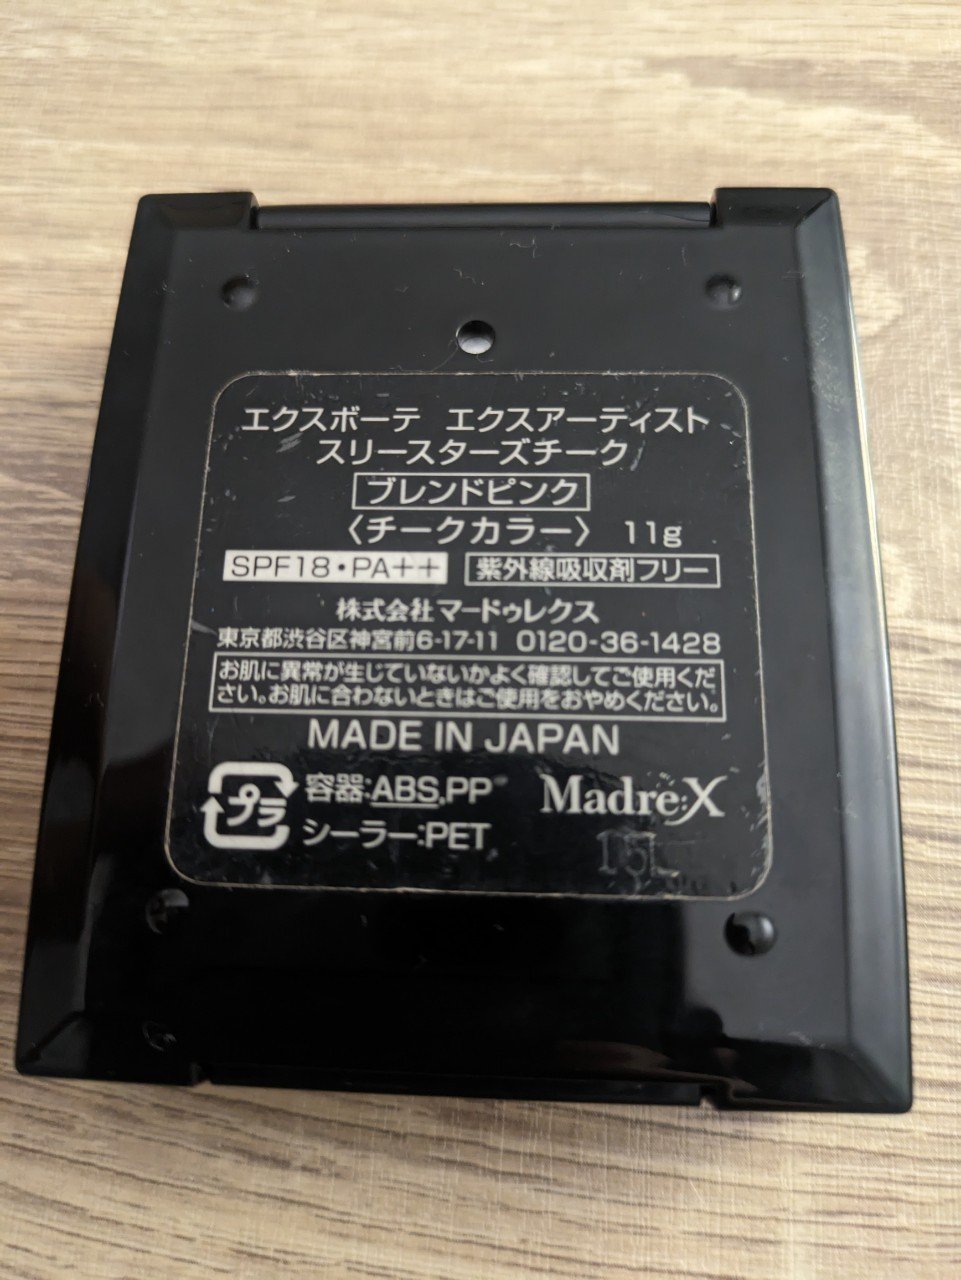 エクスボーテ エクスアーティスト
スリースターズチーク
ブレンドピンク
〈チークカラー〉 11g
SPF18・PA++ 紫外線吸収剤フリー
株式会社 マードゥレクス
東京都渋谷区神宮前6-17-11 0120-36-1428
お肌に異常が生じていないかよく確認してご使用くだ
さい。お肌に合わないときはご使用をおやめください。
MADE IN JAPAN
プラ 容器:ABS,PP Madre:X
シーラー:PET